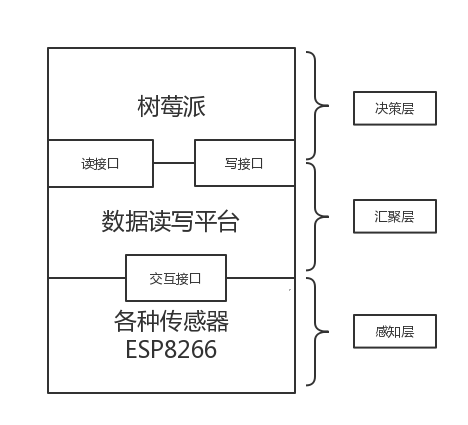 树莓派
决策层
读接口
写接口
数据读写平台
汇聚层
交互接口
各种传感器
ESP8266
感知层